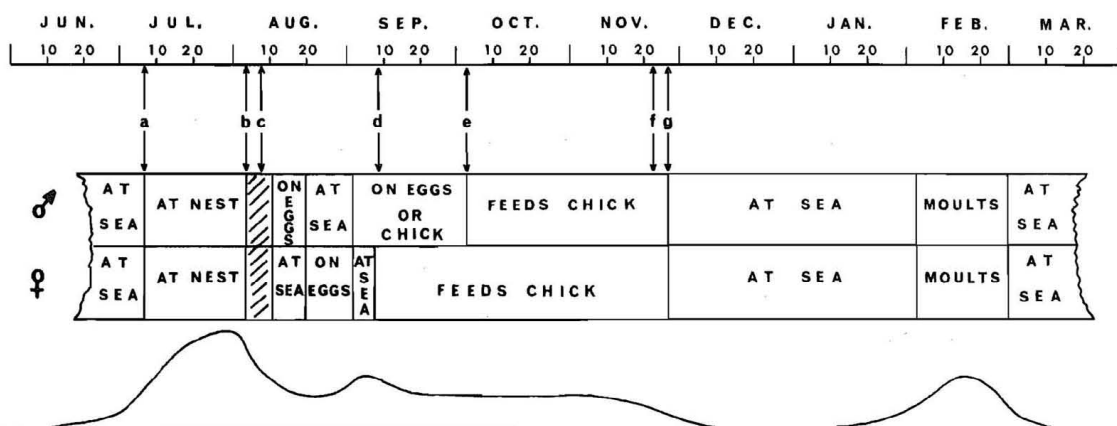 JUN. JUL. AUG. SEP. OCT. NOV. DEC. JAN. FEB. MAR.
10 20 10 20 10 20 10 20 10 20 10 20 10 20 10 20 10 20 10 20
a b c d e f g
♂
AT SEA
AT NEST
ON EGGS
AT SEA
ON EGGS OR CHICK
FEEDS CHICK
AT SEA
MOULTS
AT SEA
♀
AT SEA
AT NEST
AT SEA
ON EGGS
AT SEA
FEEDS CHICK
AT SEA
MOULTS
AT SEA